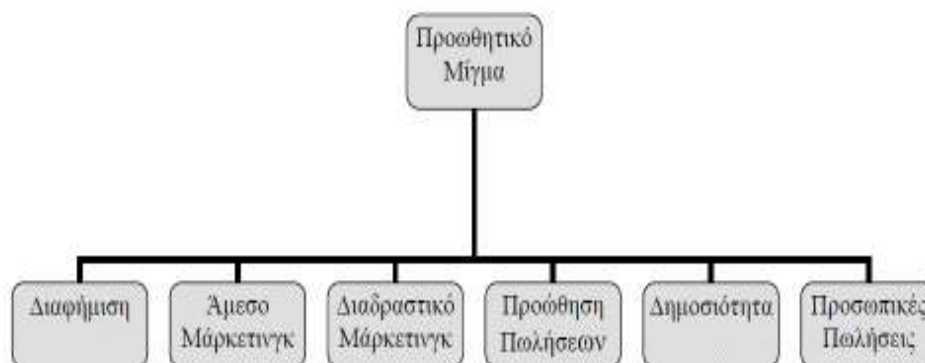 Προωθητικό
Μίγμα
Διαφήμιση
Άμεσο
Μάρκετινγκ
Διαδραστικό
Μάρκετινγκ
Προώθηση
Πωλήσεων
Δημοσιότητα
Προσωπικές
Πωλήσεις